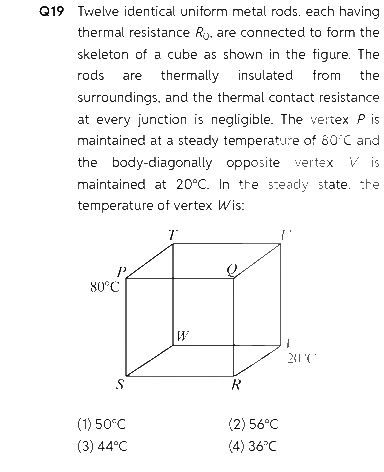 Q19 Twelve identical uniform metal rods, each having
thermal resistance R₀, are connected to form the
skeleton of a cube as shown in the figure. The
rods are thermally insulated from the
surroundings, and the thermal contact resistance
at every junction is negligible. The vertex P is
maintained at a steady temperature of 80°C and
the body-diagonally opposite vertex V is
maintained at 20°C. In the steady state, the
temperature of vertex W is:
T
P
Q
80°C
W
20°C
S
R
(1) 50°C (2) 56°C
(3) 44°C (4) 36°C